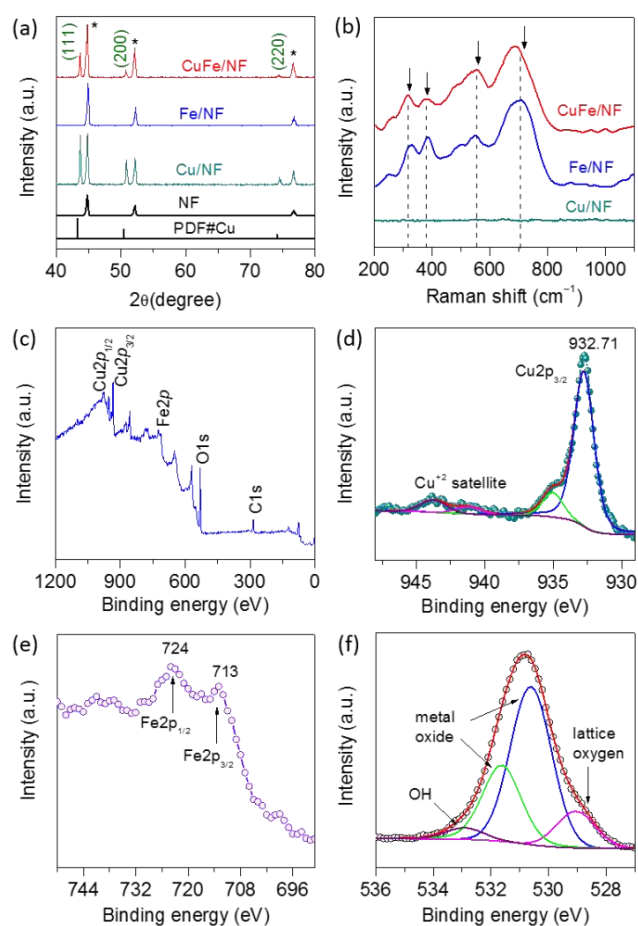 (a)
(111)
*
(200)
*
(220)
*
CuFe/NF
Fe/NF
Cu/NF
NF
PDF#Cu
Intensity (a.u.)
40 50 60 70 80
2θ(degree)
(b)
CuFe/NF
Fe/NF
Cu/NF
Intensity (a.u.)
200 400 600 800 1000
Raman shift (cm⁻¹)
(c)
Cu2p1/2
Cu2p3/2
Fe2p
O1s
C1s
Intensity (a.u.)
1200 900 600 300 0
Binding energy (eV)
(d)
932.71
Cu2p3/2
Cu⁺² satellite
Intensity (a.u.)
945 940 935 930
Binding energy (eV)
(e)
724
713
Fe2p1/2
Fe2p3/2
Intensity (a.u.)
744 732 720 708 696
Binding energy (eV)
(f)
metal
oxide
lattice
oxygen
OH
Intensity (a.u.)
536 534 532 530 528
Binding energy (eV)